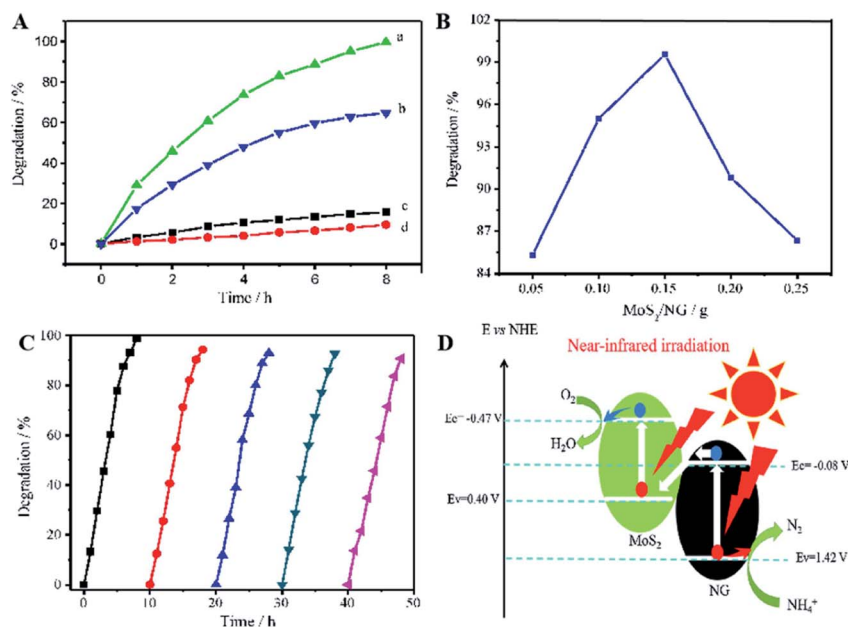 A
Degradation / %
100
80
60
40
20
0
a
b
c
d
0 2 4 6 8
Time / h
B
Degradation / %
102
99
96
93
90
87
84
0.05 0.10 0.15 0.20 0.25
MoS₂/NG / g
C
Degradation / %
100
80
60
40
20
0
0 10 20 30 40 50
Time / h
D
E vs NHE
Near-infrared irradiation
O₂
Ec= -0.47 V
H₂O
Ec= -0.08 V
Ev=0.40 V
MoS₂
N₂
Ev=1.42 V
NG
NH₄⁺